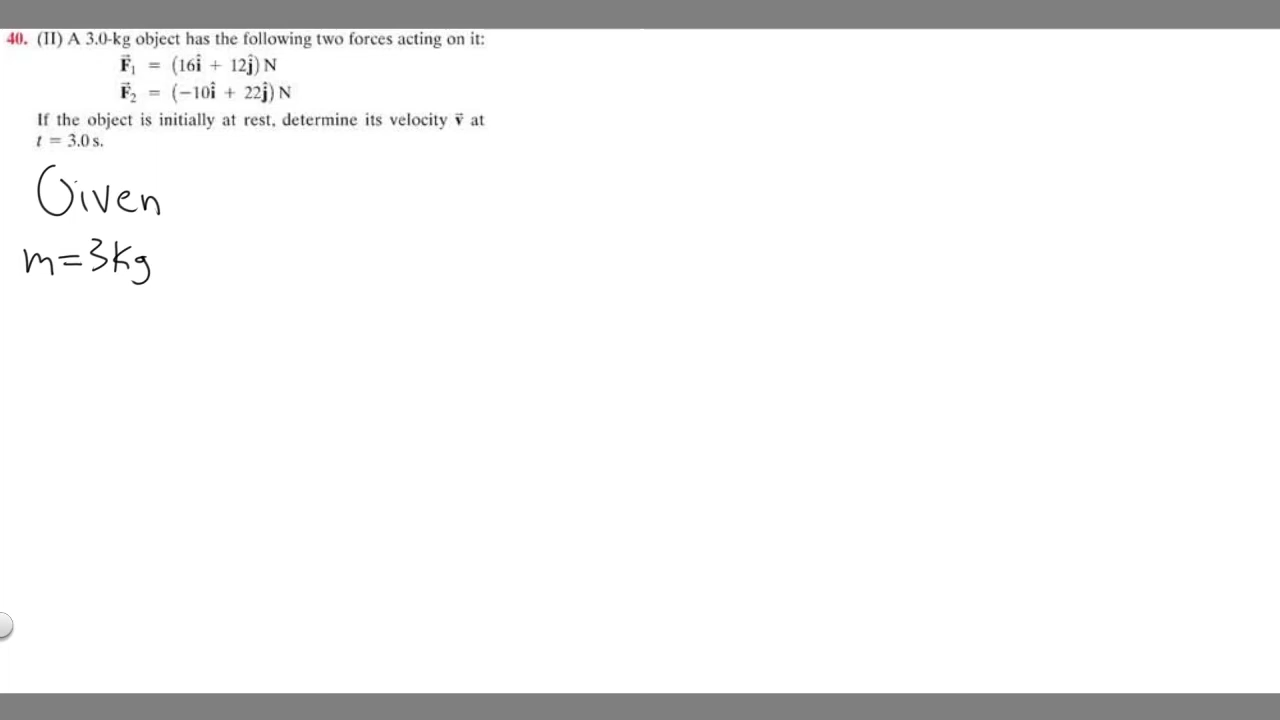 40. (II) A 3.0-kg object has the following two forces acting on it:
F⃗₁ = (16î + 12ĵ) N
F⃗₂ = (−10î + 22ĵ) N
If the object is initially at rest, determine its velocity v⃗ at
t = 3.0 s.
Given
m=3kg